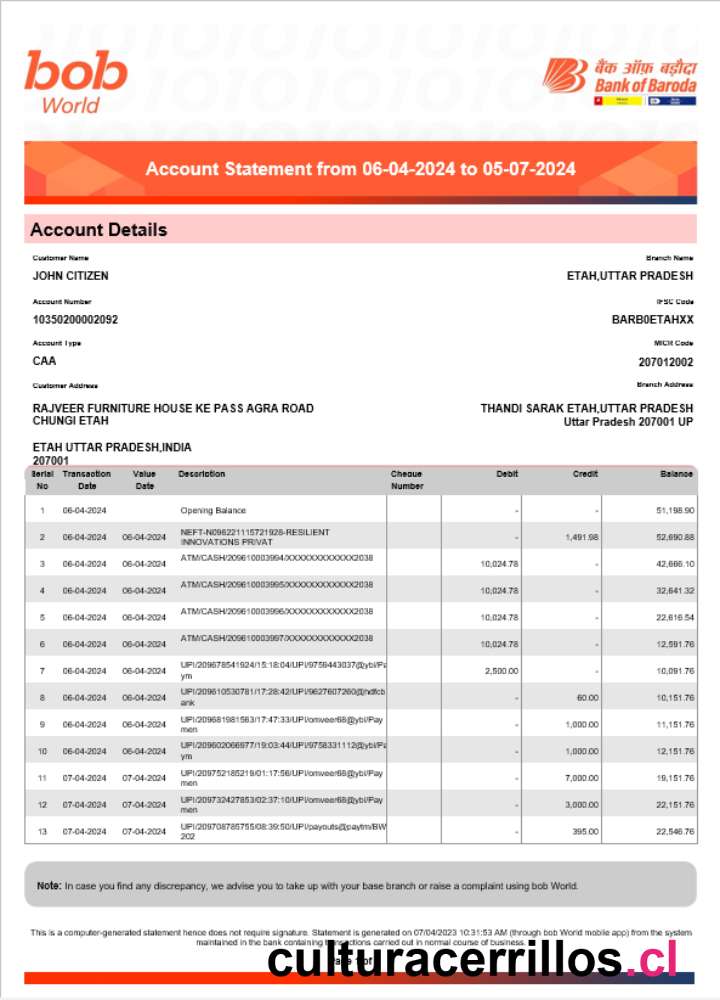 bob
World
बैंक ऑफ़ बड़ौदा
Bank of Baroda
Account Statement from 06-04-2024 to 05-07-2024
Account Details
Customer Name
Branch Name
JOHN CITIZEN
ETAH,UTTAR PRADESH
Account Number
IFSC Code
10350200002092
BARB0ETAHXX
Account Type
MICR Code
CAA
207012002
Customer Address
Branch Address
RAJVEER FURNITURE HOUSE KE PASS AGRA ROAD
CHUNGI ETAH
THANDI SARAK ETAH,UTTAR PRADESH
Uttar Pradesh 207001 UP
ETAH UTTAR PRADESH,INDIA
207001
Serial No Transaction Date Value Date Description Cheque Number Debit Credit Balance
1 06-04-2024 Opening Balance - - 51,198.90
2 06-04-2024 06-04-2024 NEFT-N096221115721928-RESILIENT - 1,491.98 52,690.88
INNOVATIONS PRIVAT
3 06-04-2024 06-04-2024 ATM/CASH/209610003994/XXXXXXXXXXXX2038 10,024.78 - 42,666.10
4 06-04-2024 06-04-2024 ATM/CASH/209610003995/XXXXXXXXXXXX2038 10,024.78 - 32,641.32
5 06-04-2024 06-04-2024 ATM/CASH/209610003996/XXXXXXXXXXXX2038 10,024.78 - 22,616.54
6 06-04-2024 06-04-2024 ATM/CASH/209610003997/XXXXXXXXXXXX2038 10,024.78 - 12,591.76
7 06-04-2024 06-04-2024 UPI/209678541924/15:18:04/UPI/9759443037@ybl/Pa 2,500.00 - 10,091.76
ym
8 06-04-2024 06-04-2024 UPI/209610530781/17:28:42/UPI/9627607260@hdfcb - 60.00 10,151.76
ank
9 06-04-2024 06-04-2024 UPI/209681981563/17:47:33/UPI/omveer68@ybl/Pay - 1,000.00 11,151.76
men
10 06-04-2024 06-04-2024 UPI/209602066977/19:03:44/UPI/9758331112@ybl/Pa - 1,000.00 12,151.76
ym
11 07-04-2024 07-04-2024 UPI/209752185219/01:17:56/UPI/omveer68@ybl/Pay - 7,000.00 19,151.76
men
12 07-04-2024 07-04-2024 UPI/209732427853/02:37:10/UPI/omveer68@ybl/Pay - 3,000.00 22,151.76
men
13 07-04-2024 07-04-2024 UPI/209708785755/08:39:50/UPI/payouts@paytm/BW - 395.00 22,546.76
202
Note: In case you find any discrepancy, we advise you to take up with your base branch or raise a complaint using bob World.
This is a computer-generated statement hence does not require signature. Statement is generated on 07/04/2023 10:31:53 AM (through bob World mobile app) from the system
maintained in the bank containing transactions carried out in normal course of business.
culturacerrillos.cl